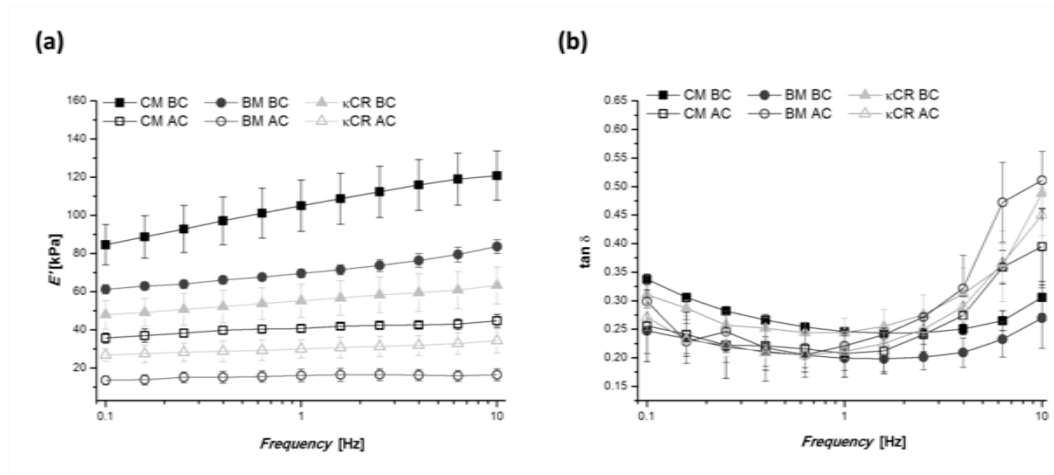 (a)
CM BC BM BC κCR BC
CM AC BM AC κCR AC
160
140
120
100
80
60
40
20
E' [kPa]
0.1 1 10
Frequency [Hz]
(b)
CM BC BM BC κCR BC
CM AC BM AC κCR AC
0.65
0.60
0.55
0.50
0.45
0.40
0.35
0.30
0.25
0.20
0.15
tan δ
0.1 1 10
Frequency [Hz]